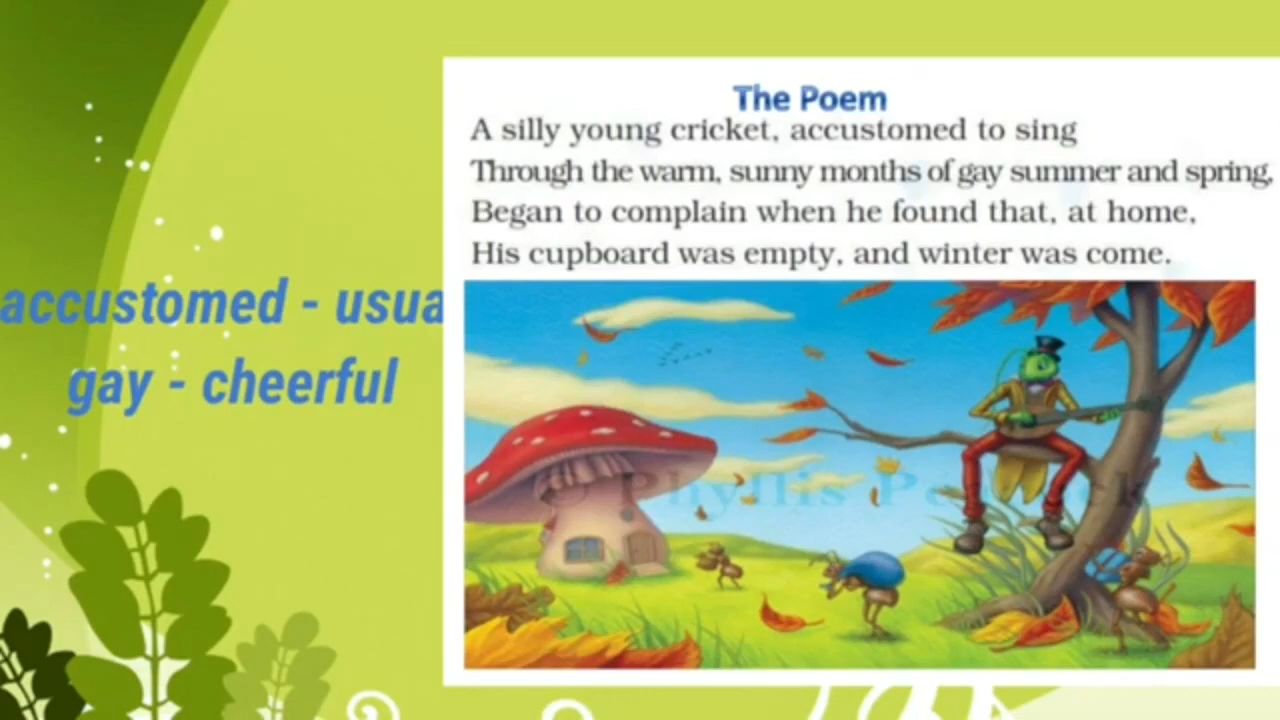 The Poem
A silly young cricket, accustomed to sing
Through the warm, sunny months of gay summer and spring,
Began to complain when he found that, at home,
His cupboard was empty, and winter was come.
accustomed - usua
gay - cheerful
© Phyllis